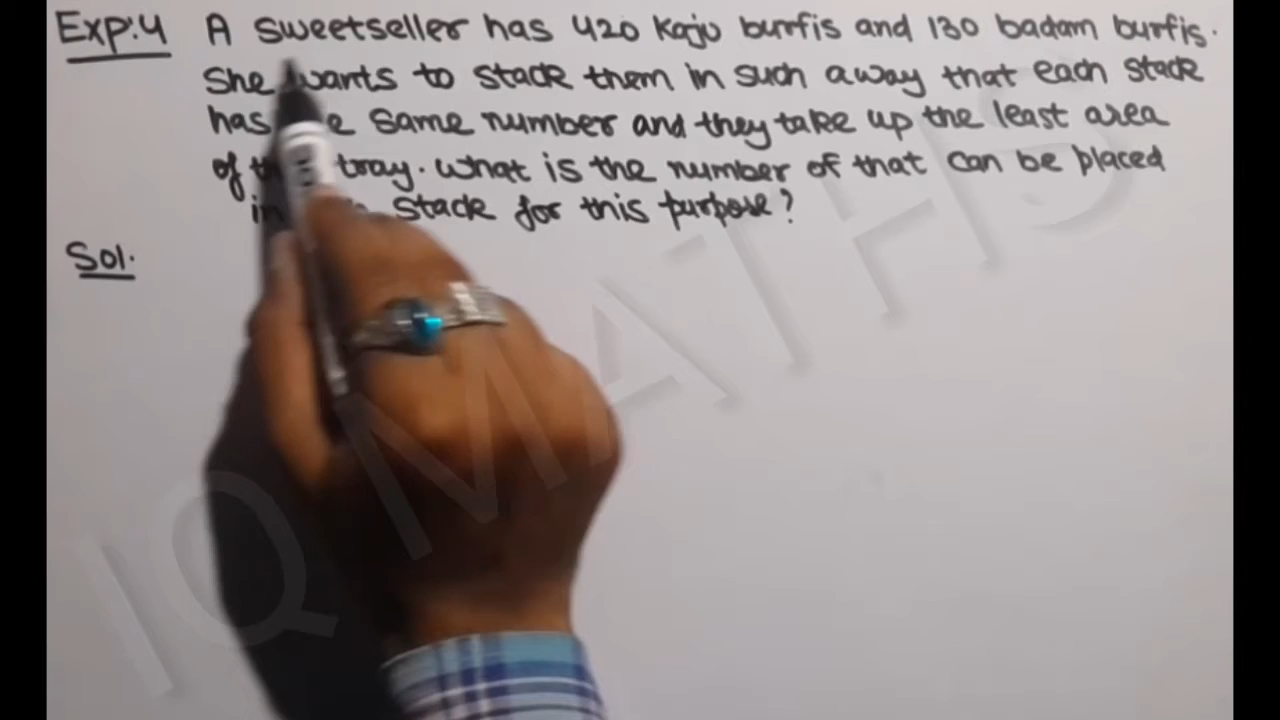 Exp:4 A sweetseller has 420 Kaju burfis and 130 badam burfis.
She wants to stack them in such a way that each stack
has same number and they take up the least area
of tray. What is the number of that can be placed
in stack for this purpose?
Sol.
IQ MATHS